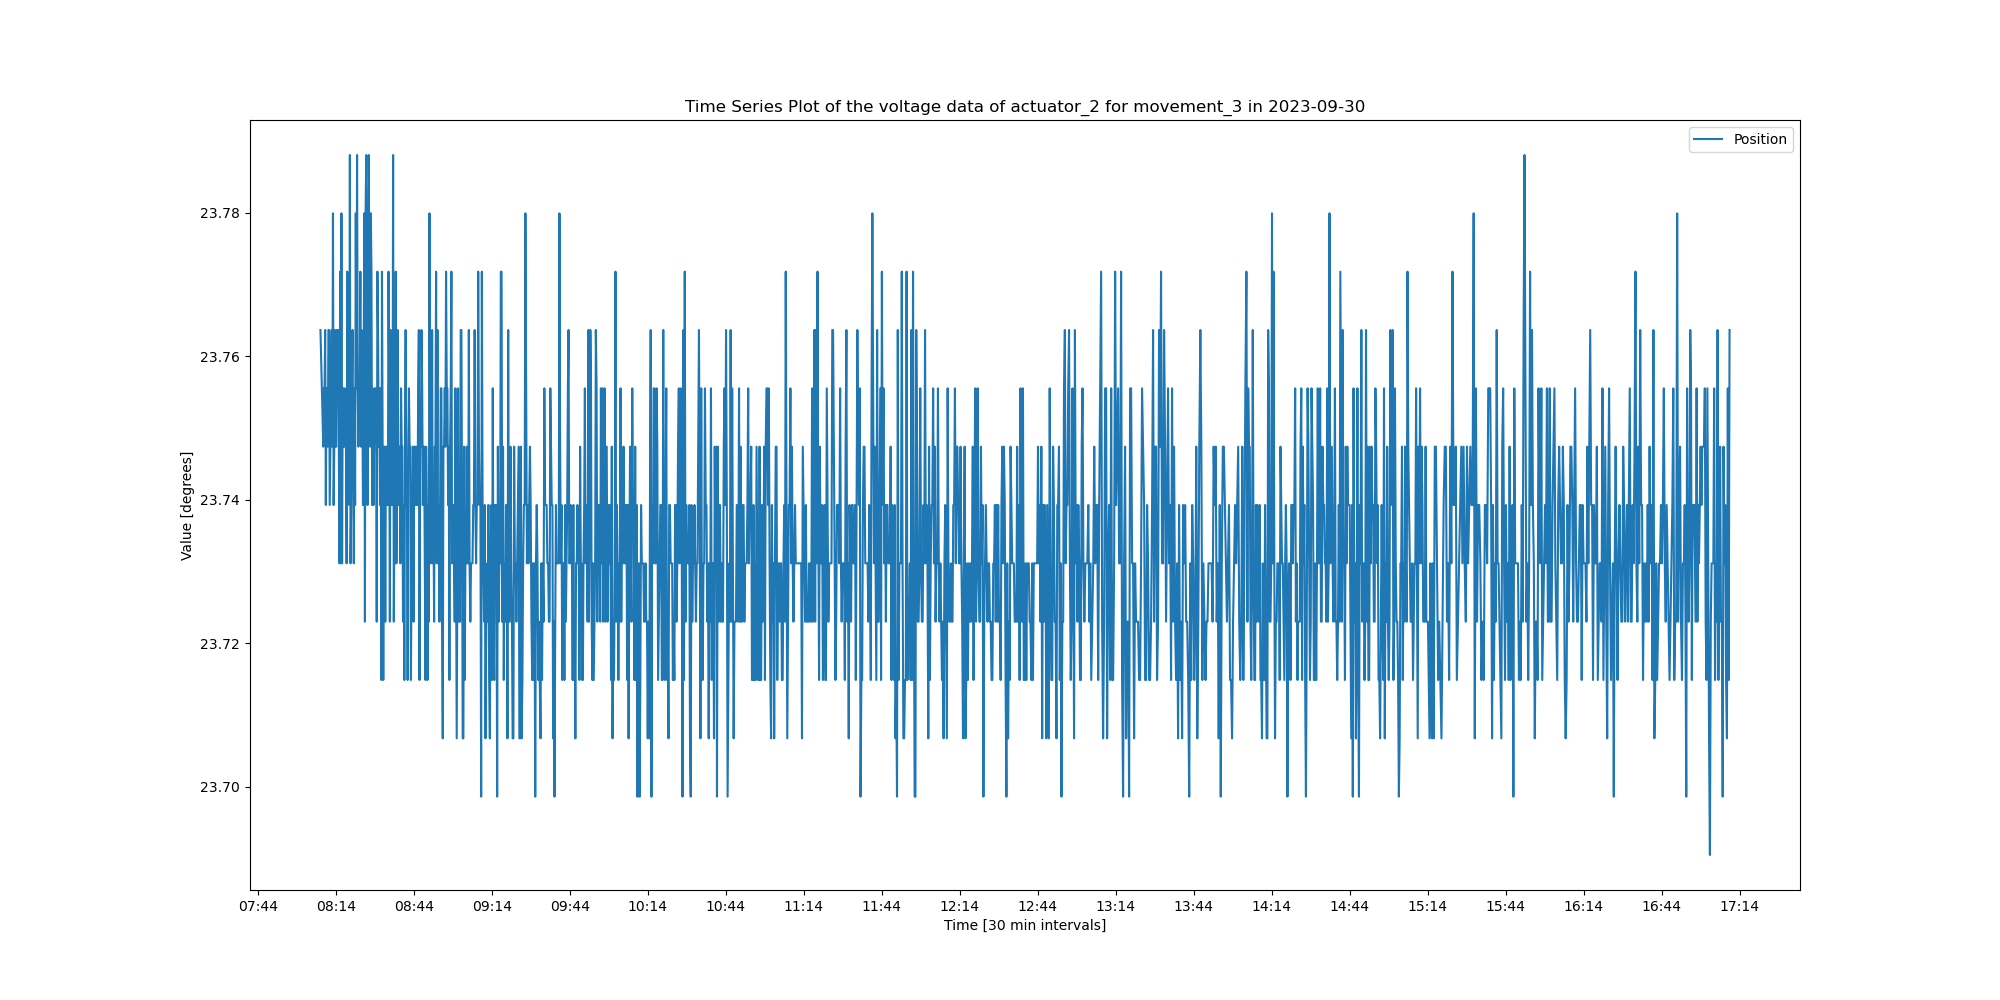 Time Series Plot of the voltage data of actuator_2 for movement_3 in 2023-09-30
Position
23.78
23.76
23.74
23.72
23.70
Value [degrees]
07:44 08:14 08:44 09:14 09:44 10:14 10:44 11:14 11:44 12:14 12:44 13:14 13:44 14:14 14:44 15:14 15:44 16:14 16:44 17:14
Time [30 min intervals]